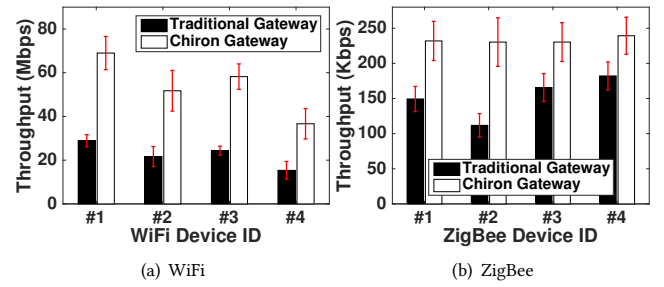 Throughput (Mbps)
80
60
40
20
0
Traditional Gateway
Chiron Gateway
#1 #2 #3 #4
WiFi Device ID
(a) WiFi
Throughput (Kbps)
250
200
150
100
50
0
Traditional Gateway
Chiron Gateway
#1 #2 #3 #4
ZigBee Device ID
(b) ZigBee